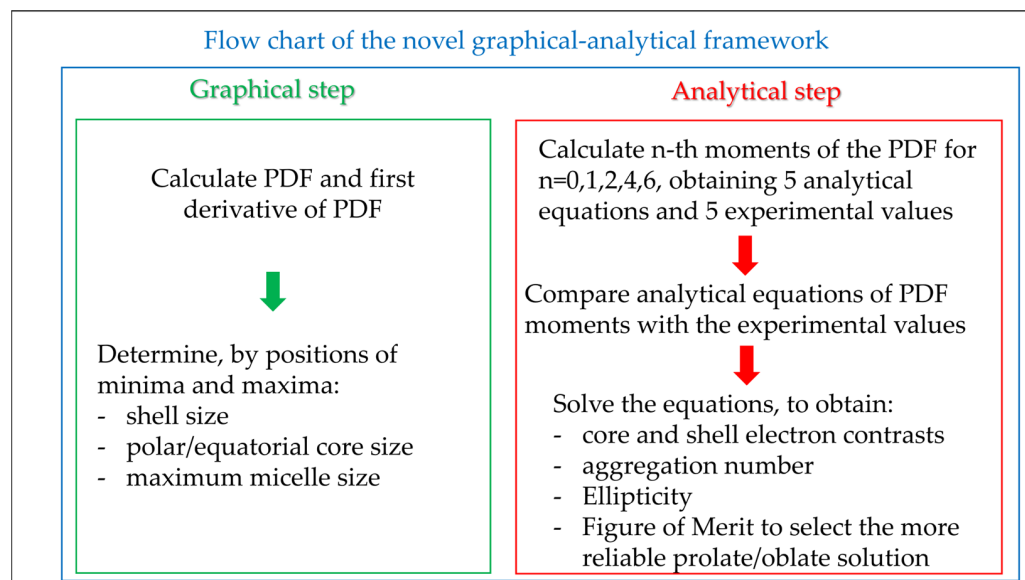 Flow chart of the novel graphical-analytical framework
Graphical step
Calculate PDF and first
derivative of PDF
Determine, by positions of
minima and maxima:
- shell size
- polar/equatorial core size
- maximum micelle size
Analytical step
Calculate n-th moments of the PDF for
n=0,1,2,4,6, obtaining 5 analytical
equations and 5 experimental values
Compare analytical equations of PDF
moments with the experimental values
Solve the equations, to obtain:
- core and shell electron contrasts
- aggregation number
- Ellipticity
- Figure of Merit to select the more
reliable prolate/oblate solution